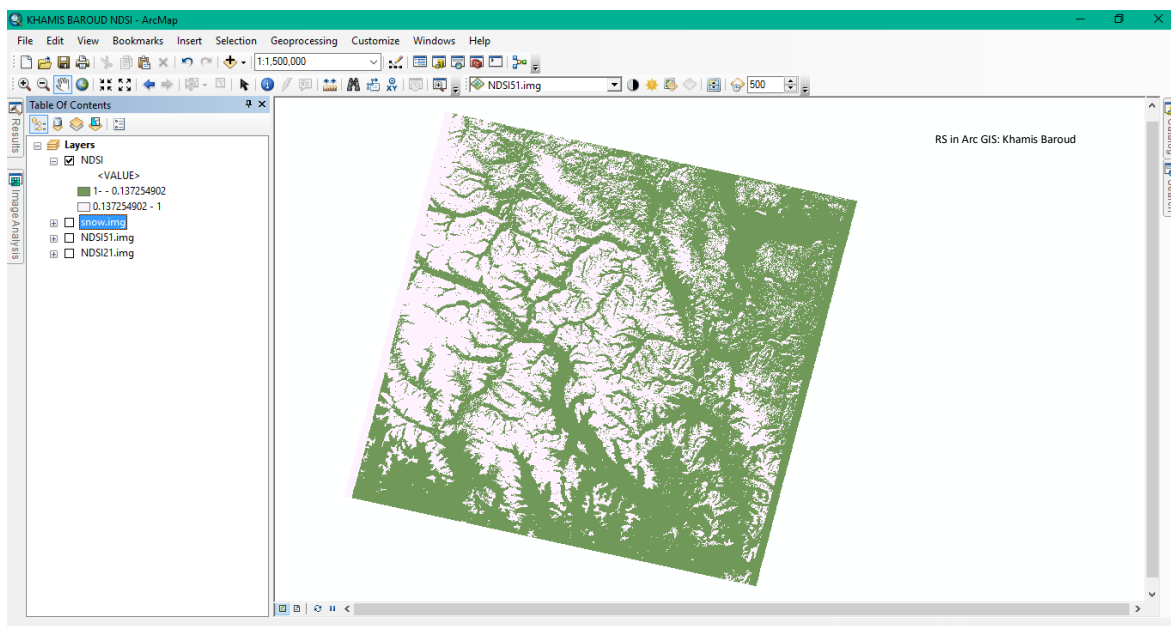 KHAMIS BAROUD NDSI - ArcMap
File Edit View Bookmarks Insert Selection Geoprocessing Customize Windows Help
1:1,500,000
NDSI51.img
500
Table Of Contents
Results
Image Analysis
Layers
NDSI
<VALUE>
1- - 0.137254902
0.137254902 - 1
snow.img
NDSI51.img
NDSI21.img
RS in Arc GIS: Khamis Baroud